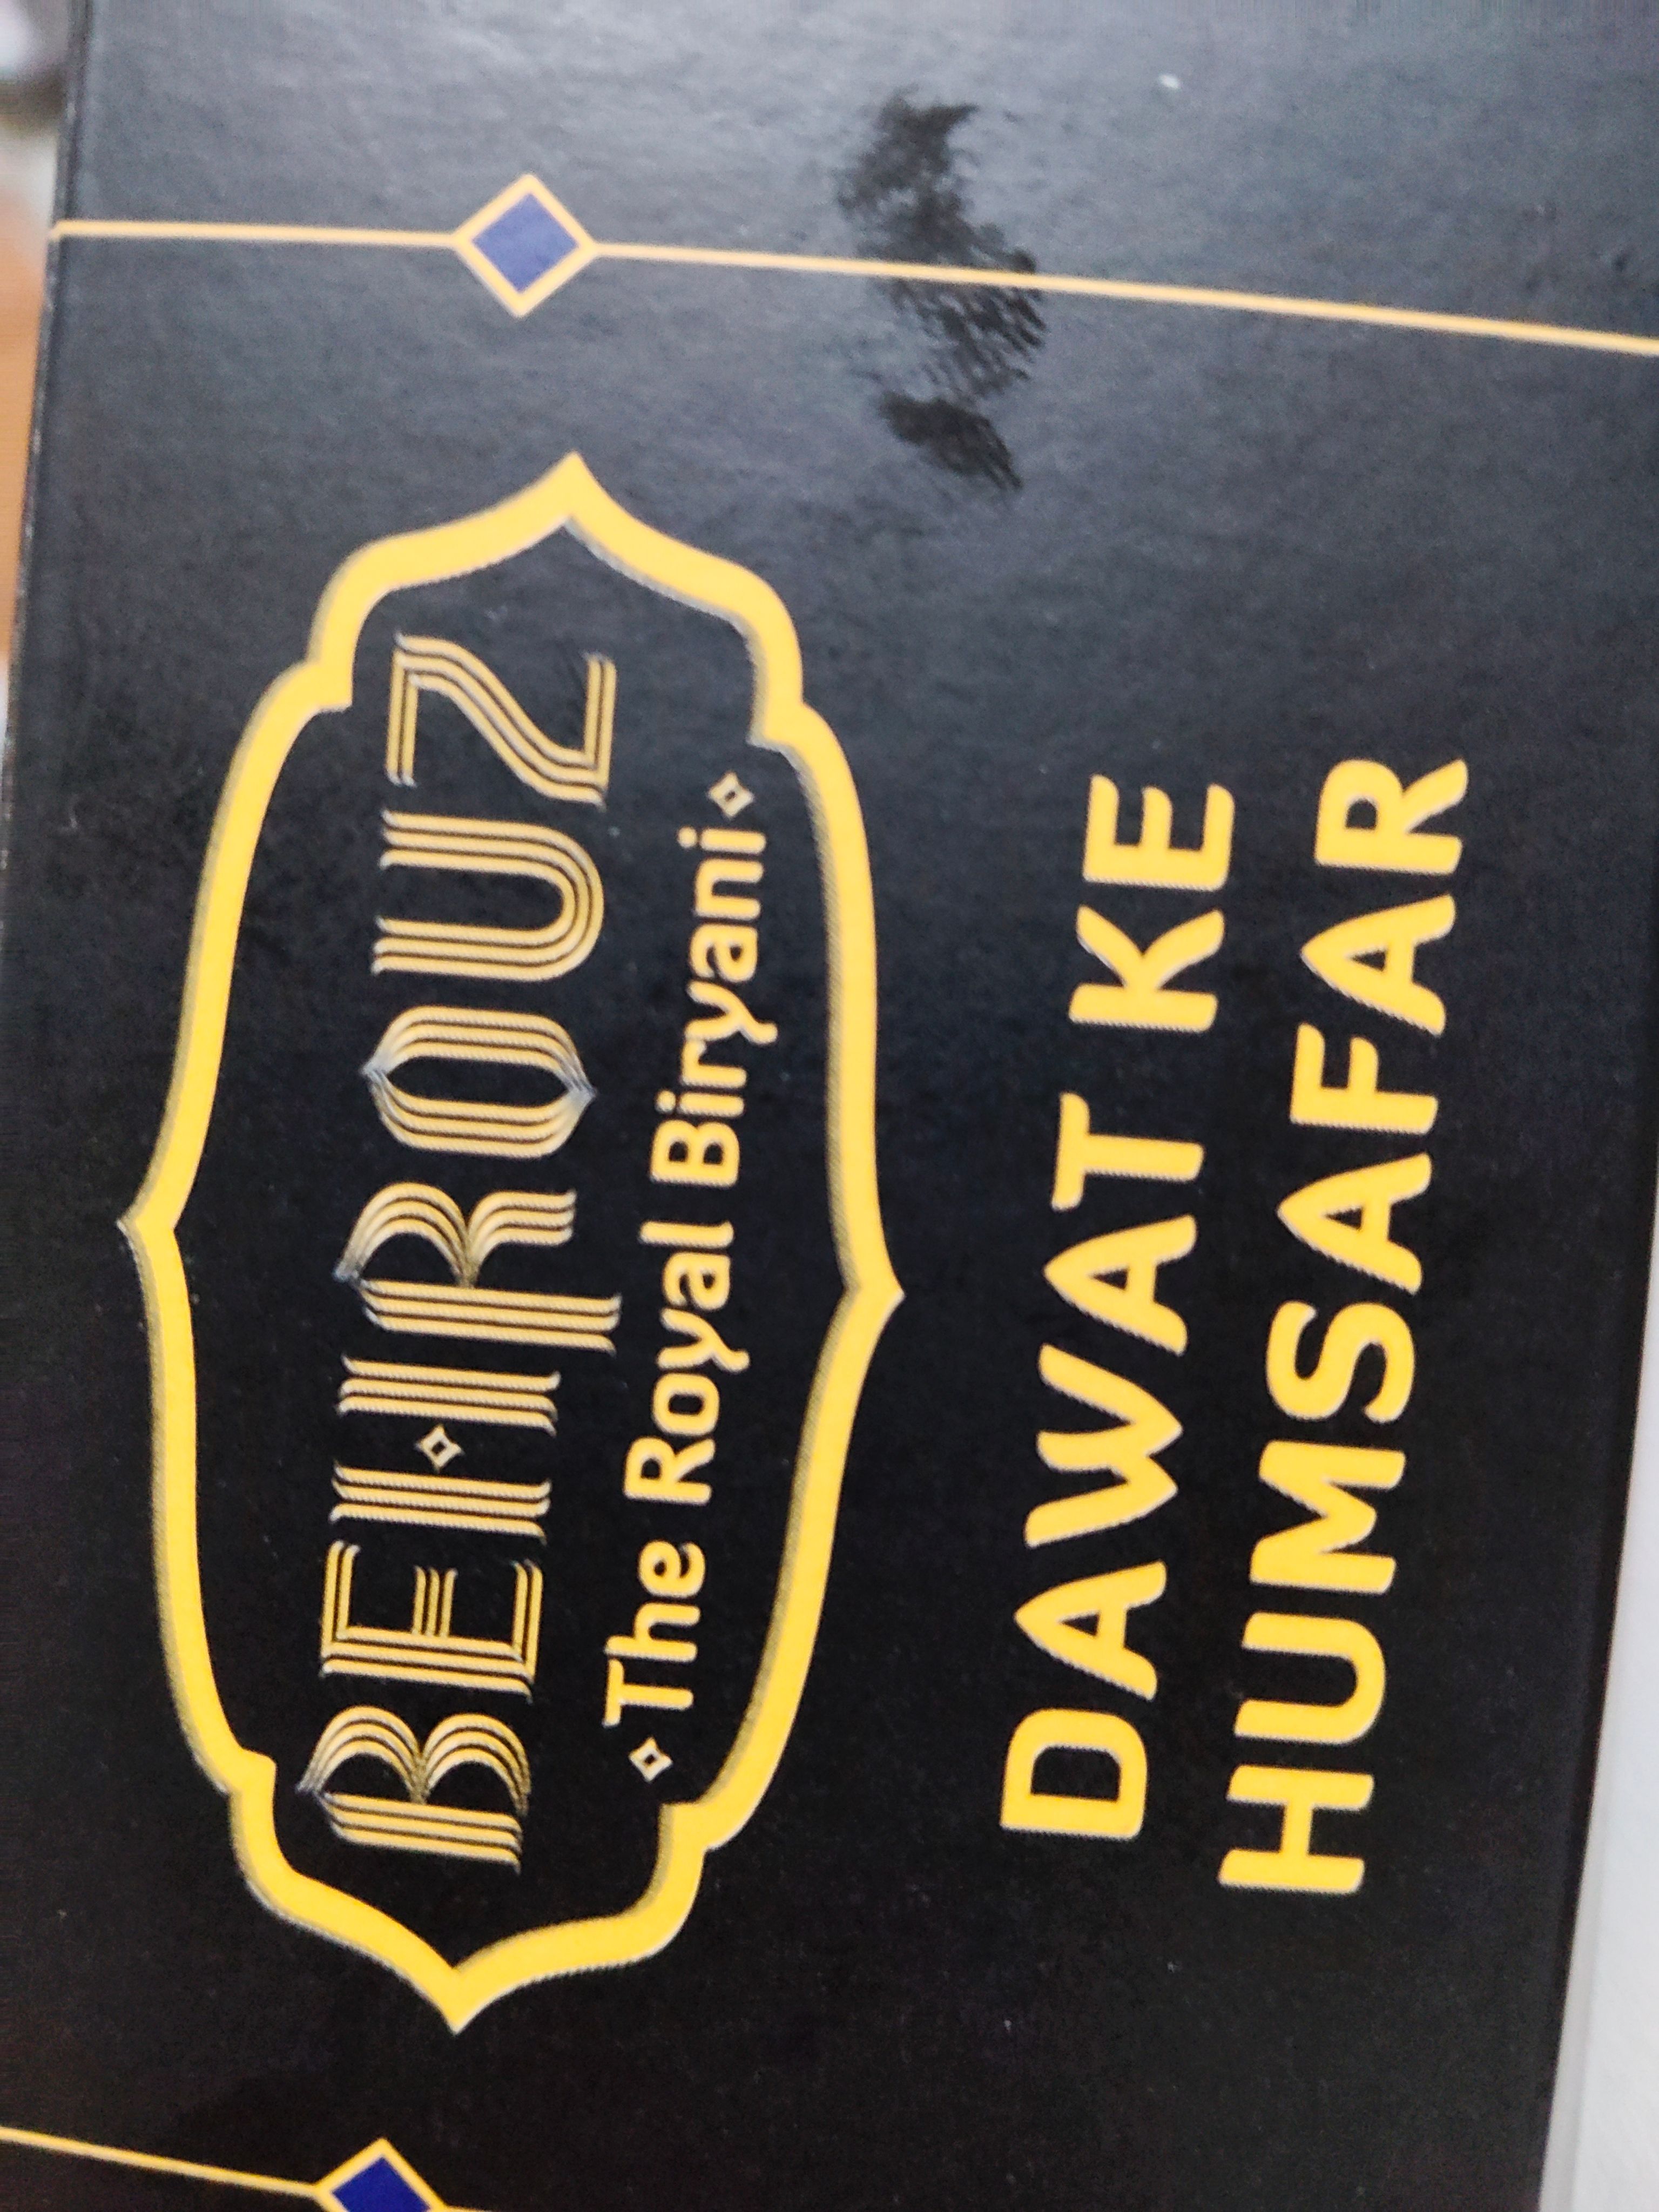 BEHROUZ
The Royal Biryani
DAWAT KE
HUMSAFAR